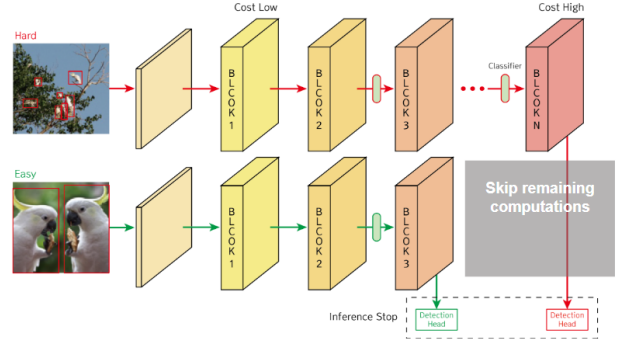 Cost Low
Cost High
Hard
Classifier
BLCOK 1
BLCOK 2
BLCOK 3
BLCOK N
Easy
Skip remaining
computations
BLCOK 1
BLCOK 2
BLCOK 3
Inference Stop
Detection
Head
Detection
Head